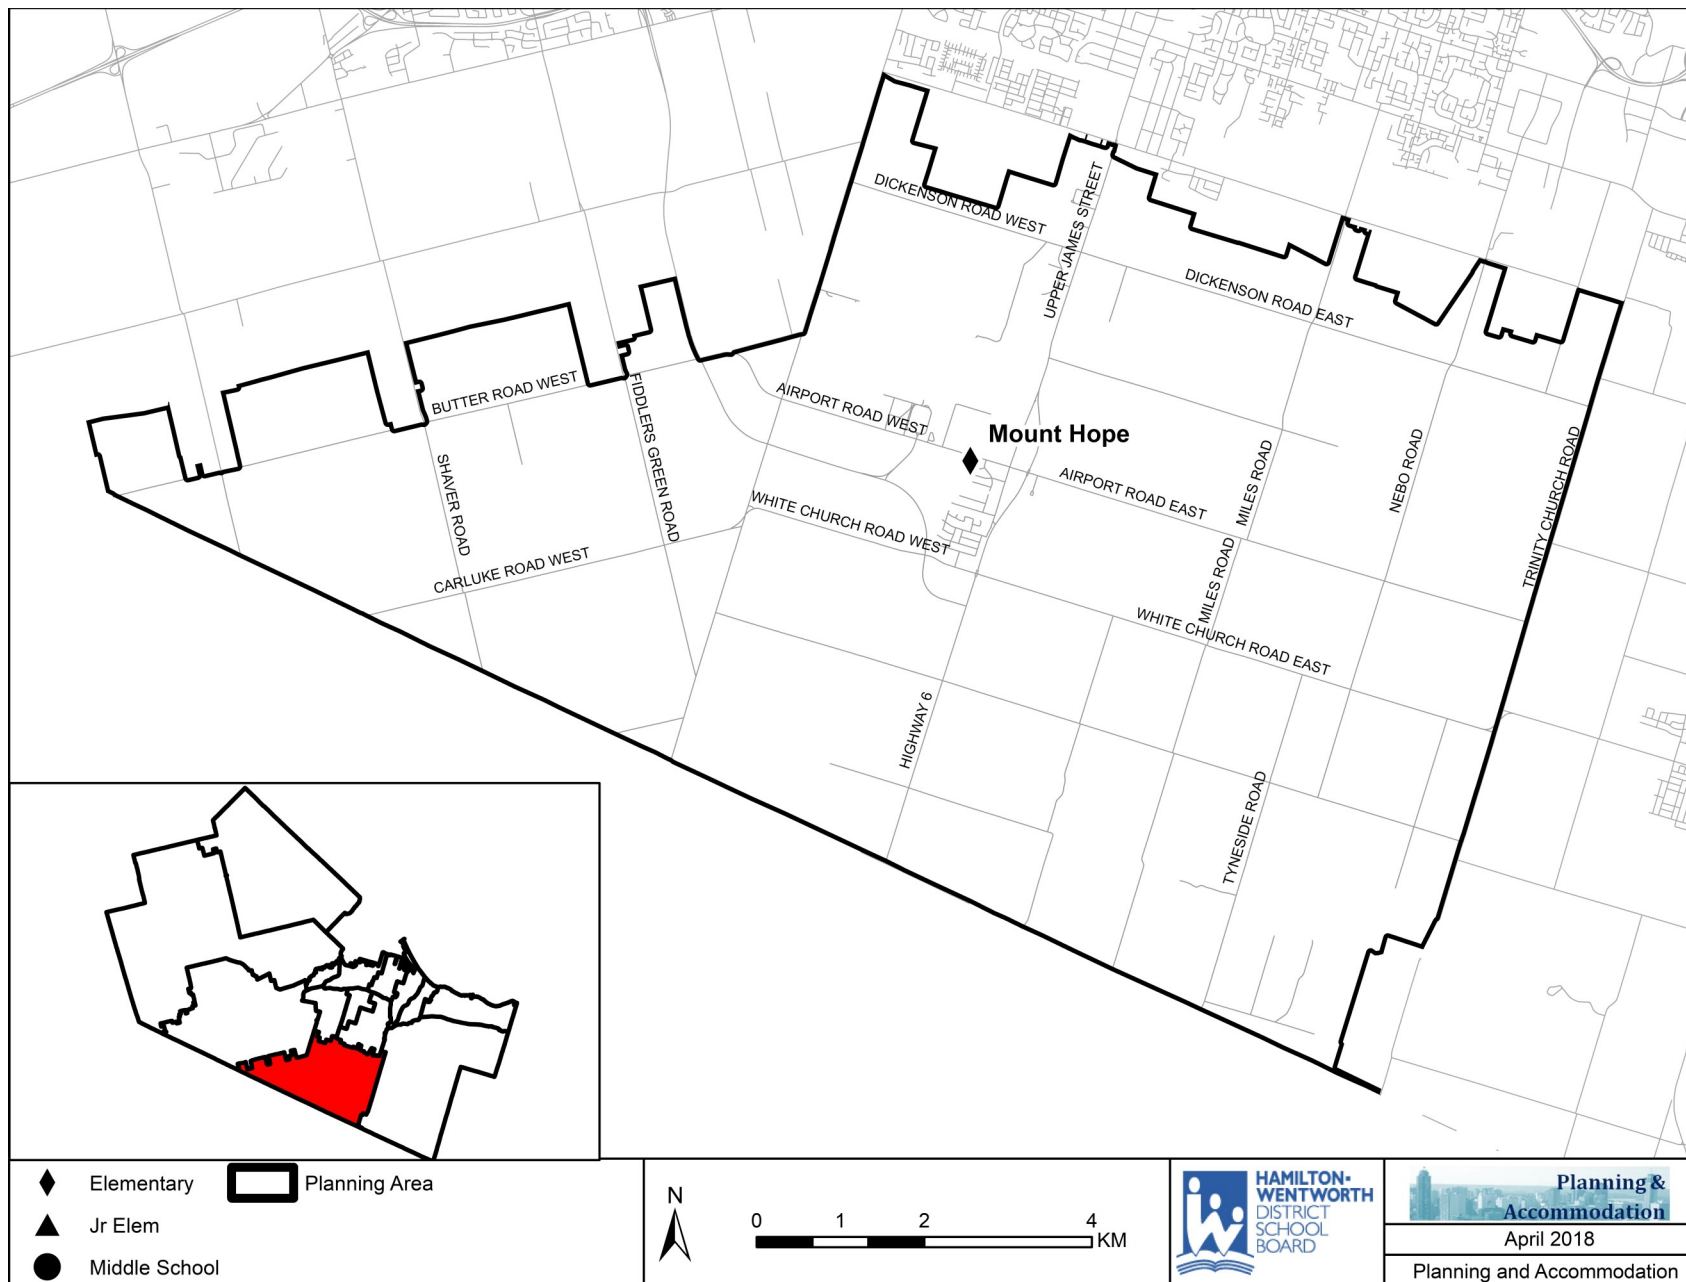 DICKENSON ROAD WEST
UPPER JAMES STREET
DICKENSON ROAD EAST
BUTTER ROAD WEST
FIDDLERS GREEN ROAD
AIRPORT ROAD WEST
Mount Hope
SHAVER ROAD
WHITE CHURCH ROAD WEST
AIRPORT ROAD EAST
MILES ROAD
NEBO ROAD
TRINITY CHURCH ROAD
CARLUKE ROAD WEST
MILES ROAD
WHITE CHURCH ROAD EAST
HIGHWAY 6
TYNESIDE ROAD
Elementary
Planning Area
Jr Elem
Middle School
N
0 1 2 4
KM
HAMILTON-
WENTWORTH
DISTRICT
SCHOOL
BOARD
Planning &
Accommodation
April 2018
Planning and Accommodation